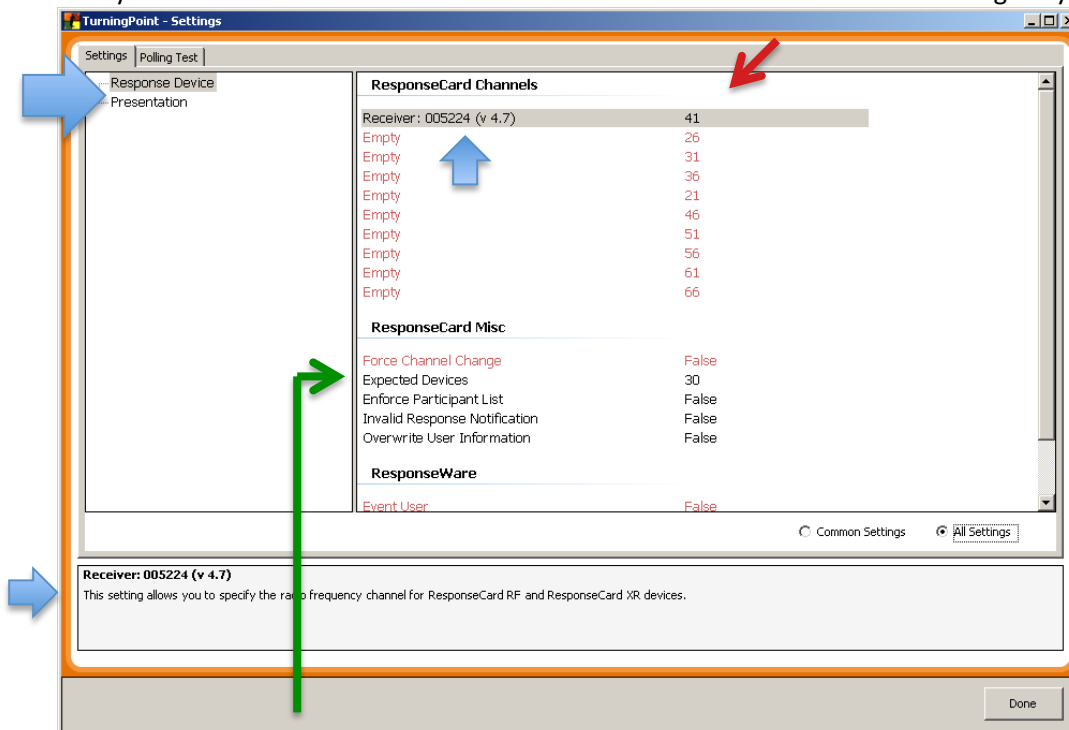 TurningPoint - Settings
Settings Polling Test
Response Device
Presentation
ResponseCard Channels
Receiver: 005224 (v 4.7) 41
Empty 26
Empty 31
Empty 36
Empty 21
Empty 46
Empty 51
Empty 56
Empty 61
Empty 66
ResponseCard Misc
Force Channel Change False
Expected Devices 30
Enforce Participant List False
Invalid Response Notification False
Overwrite User Information False
ResponseWare
Event User False
Common Settings All Settings
Receiver: 005224 (v 4.7)
This setting allows you to specify the radio frequency channel for ResponseCard RF and ResponseCard XR devices.
Done